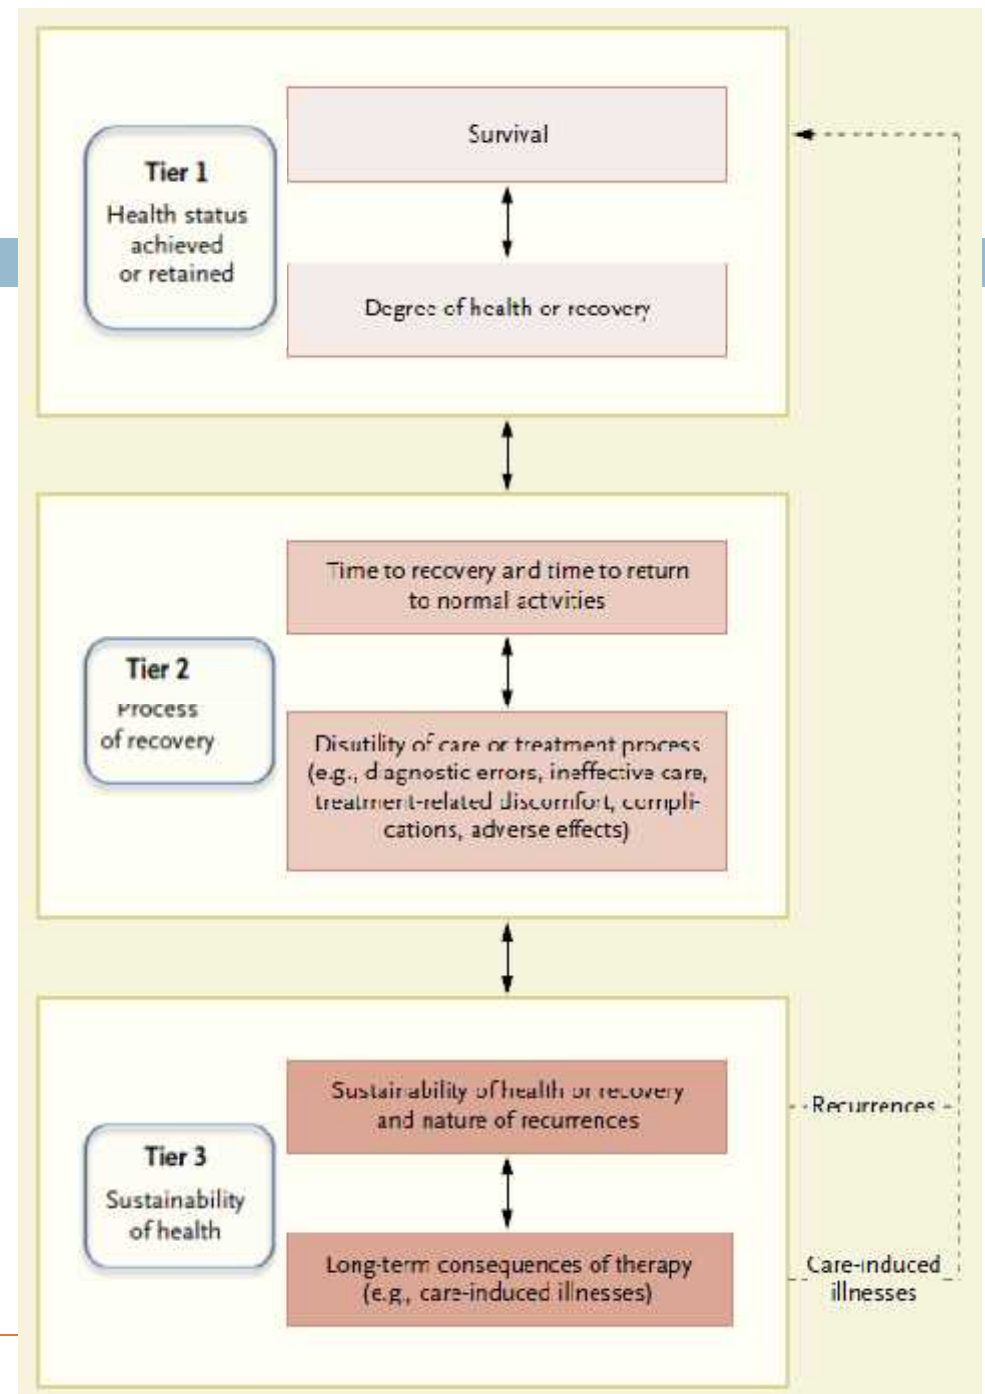 Survival
Tier 1
Health status
achieved
or retained
Degree of health or recovery
Time to recovery and time to return
to normal activities
Tier 2
Process
of recovery
Disutility of care or treatment process
(e.g., diagnostic errors, ineffective care,
treatment-related discomfort, compli-
cations, adverse effects)
Sustainability of health or recovery
and nature of recurrences
Recurrences
Tier 3
Sustainability
of health
Long-term consequences of therapy
(e.g., care-induced illnesses)
Care-induced
illnesses